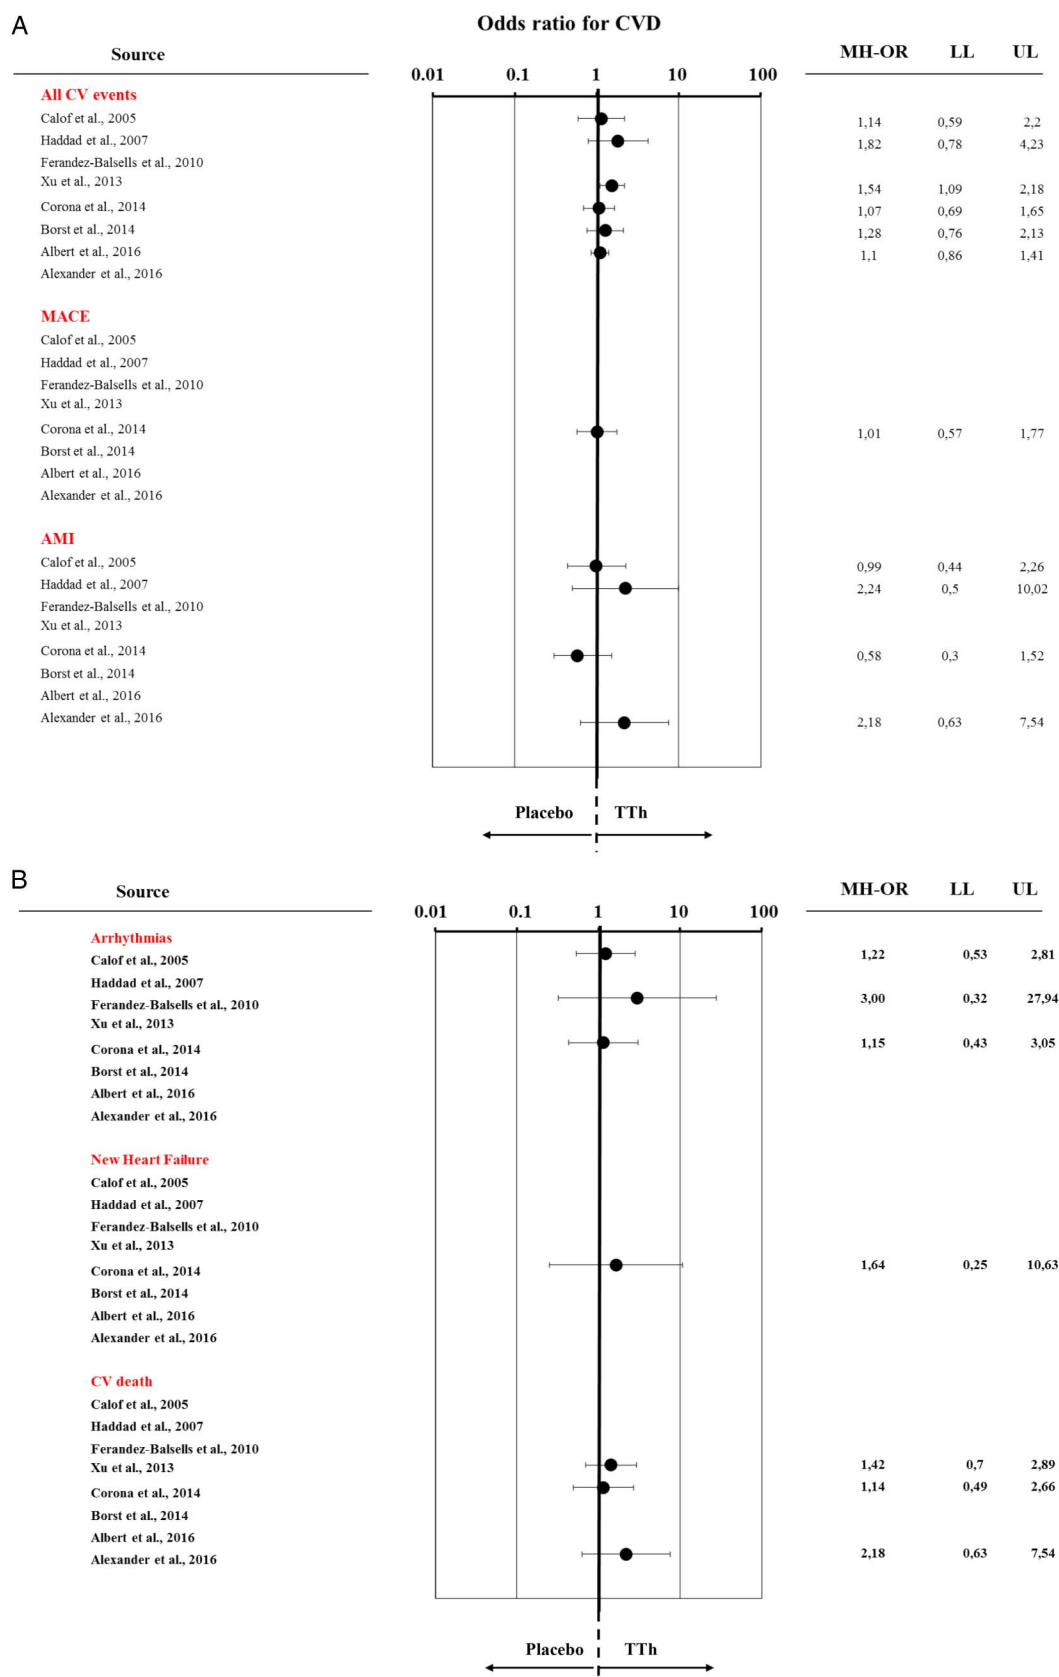 A
Odds ratio for CVD
Source
MH-OR LL UL
0.01 0.1 1 10 100
All CV events
Calof et al., 2005 1,14 0,59 2,2
Haddad et al., 2007 1,82 0,78 4,23
Ferandez-Balsells et al., 2010
Xu et al., 2013 1,54 1,09 2,18
Corona et al., 2014 1,07 0,69 1,65
Borst et al., 2014 1,28 0,76 2,13
Albert et al., 2016 1,1 0,86 1,41
Alexander et al., 2016
MACE
Calof et al., 2005
Haddad et al., 2007
Ferandez-Balsells et al., 2010
Xu et al., 2013
Corona et al., 2014 1,01 0,57 1,77
Borst et al., 2014
Albert et al., 2016
Alexander et al., 2016
AMI
Calof et al., 2005 0,99 0,44 2,26
Haddad et al., 2007 2,24 0,5 10,02
Ferandez-Balsells et al., 2010
Xu et al., 2013
Corona et al., 2014 0,58 0,3 1,52
Borst et al., 2014
Albert et al., 2016
Alexander et al., 2016 2,18 0,63 7,54
Placebo TTh
B
Source
MH-OR LL UL
0.01 0.1 1 10 100
Arrhythmias
Calof et al., 2005 1,22 0,53 2,81
Haddad et al., 2007
Ferandez-Balsells et al., 2010 3,00 0,32 27,94
Xu et al., 2013
Corona et al., 2014 1,15 0,43 3,05
Borst et al., 2014
Albert et al., 2016
Alexander et al., 2016
New Heart Failure
Calof et al., 2005
Haddad et al., 2007
Ferandez-Balsells et al., 2010
Xu et al., 2013
Corona et al., 2014 1,64 0,25 10,63
Borst et al., 2014
Albert et al., 2016
Alexander et al., 2016
CV death
Calof et al., 2005
Haddad et al., 2007
Ferandez-Balsells et al., 2010
Xu et al., 2013 1,42 0,7 2,89
Corona et al., 2014 1,14 0,49 2,66
Borst et al., 2014
Albert et al., 2016
Alexander et al., 2016 2,18 0,63 7,54
Placebo TTh